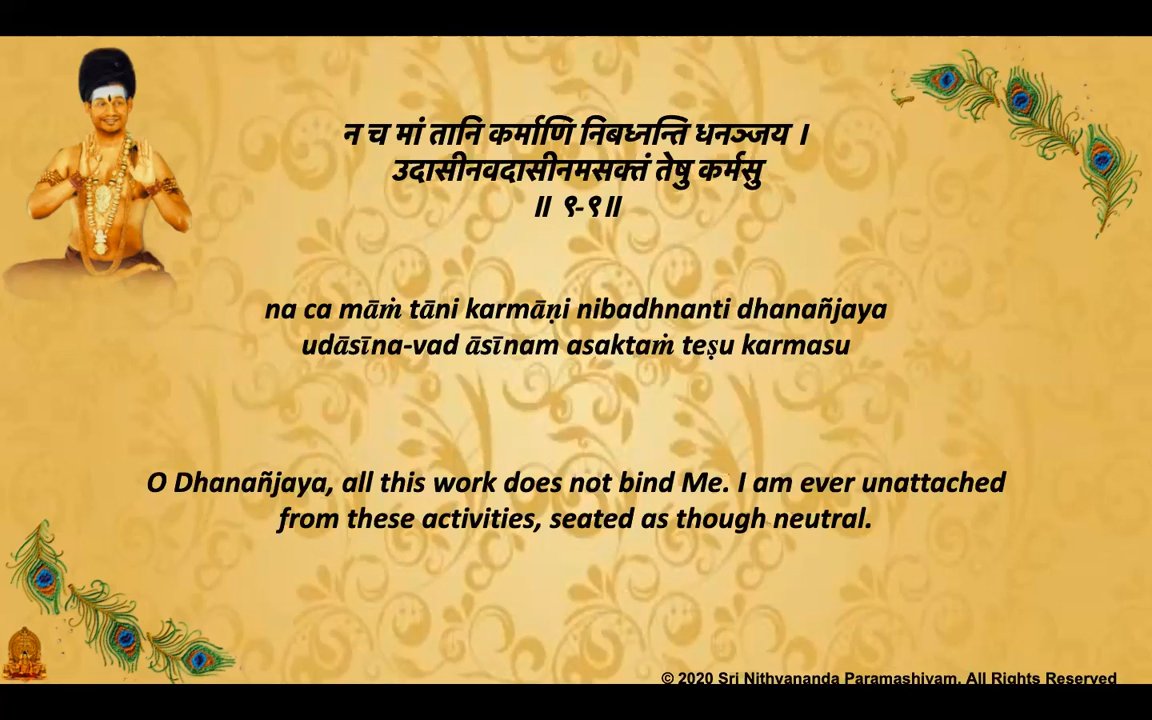 न च मां तानि कर्माणि निबध्नन्ति धनञ्जय ।
उदासीनवदासीनमसक्तं तेषु कर्मसु
॥ ९-९॥
na ca māṁ tāni karmāṇi nibadhnanti dhanañjaya
udāsīna-vad āsīnam asaktaṁ teṣu karmasu
O Dhanañjaya, all this work does not bind Me. I am ever unattached
from these activities, seated as though neutral.
© 2020 Sri Nithyananda Paramashivam. All Rights Reserved